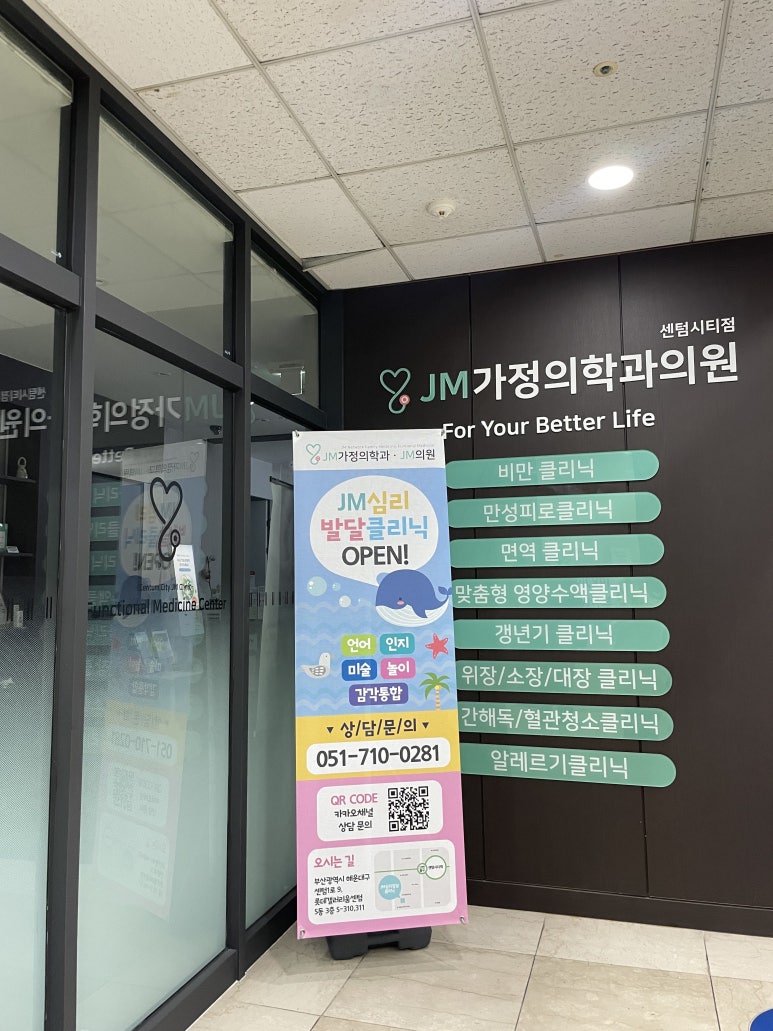 센텀시티점
JM가정의학과의원
For Your Better Life
비만 클리닉
만성피로클리닉
면역 클리닉
맞춤형 영양수액클리닉
갱년기 클리닉
위장/소장/대장 클리닉
간해독/혈관청소클리닉
알레르기클리닉
JM가정의학과 · JM의원
JM심리
발달클리닉
OPEN!
언어 인지
미술 놀이
감각통합
▼ 상/담/문/의 ▼
051-710-0281
QR CODE
카카오채널
상담 문의
오시는 길
부산광역시 해운대구
센텀1로 9,
롯데갤러리움센텀
S동 3층 S-310,311
Centum City JM Clinic
Functional Medicine Center